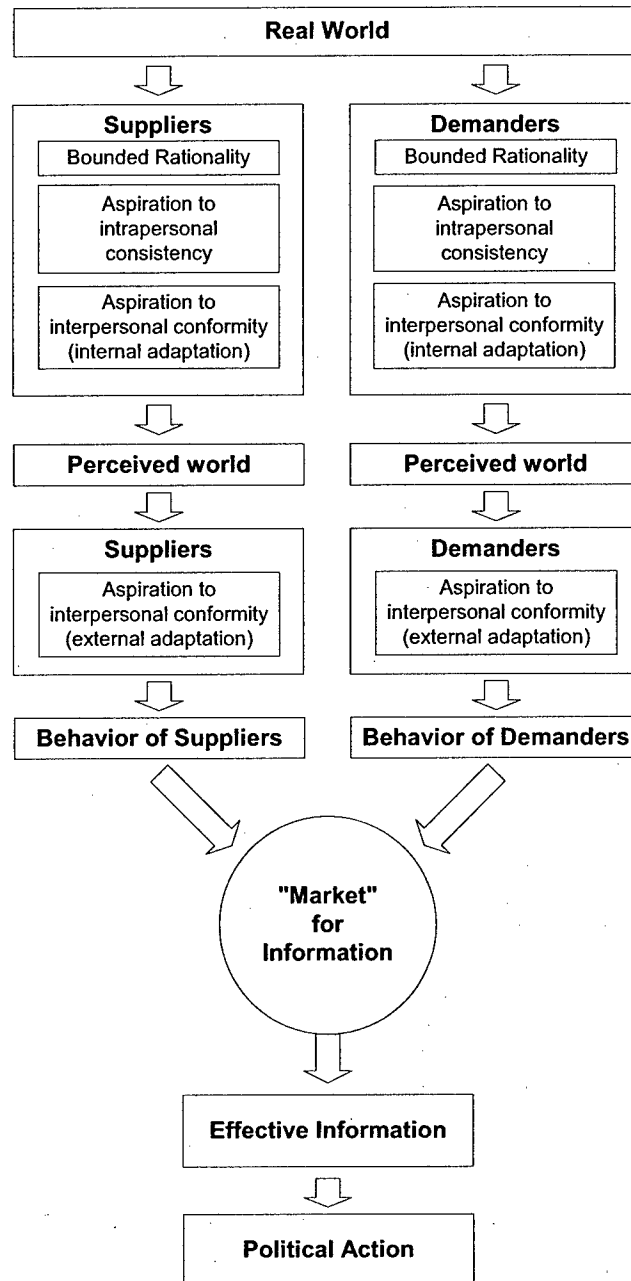 Real World
Suppliers
Bounded Rationality
Aspiration to
intrapersonal
consistency
Aspiration to
interpersonal conformity
(internal adaptation)
Perceived world
Suppliers
Aspiration to
interpersonal conformity
(external adaptation)
Behavior of Suppliers
Demanders
Bounded Rationality
Aspiration to
intrapersonal
consistency
Aspiration to
interpersonal conformity
(internal adaptation)
Perceived world
Demanders
Aspiration to
interpersonal conformity
(external adaptation)
Behavior of Demanders
"Market"
for
Information
Effective Information
Political Action